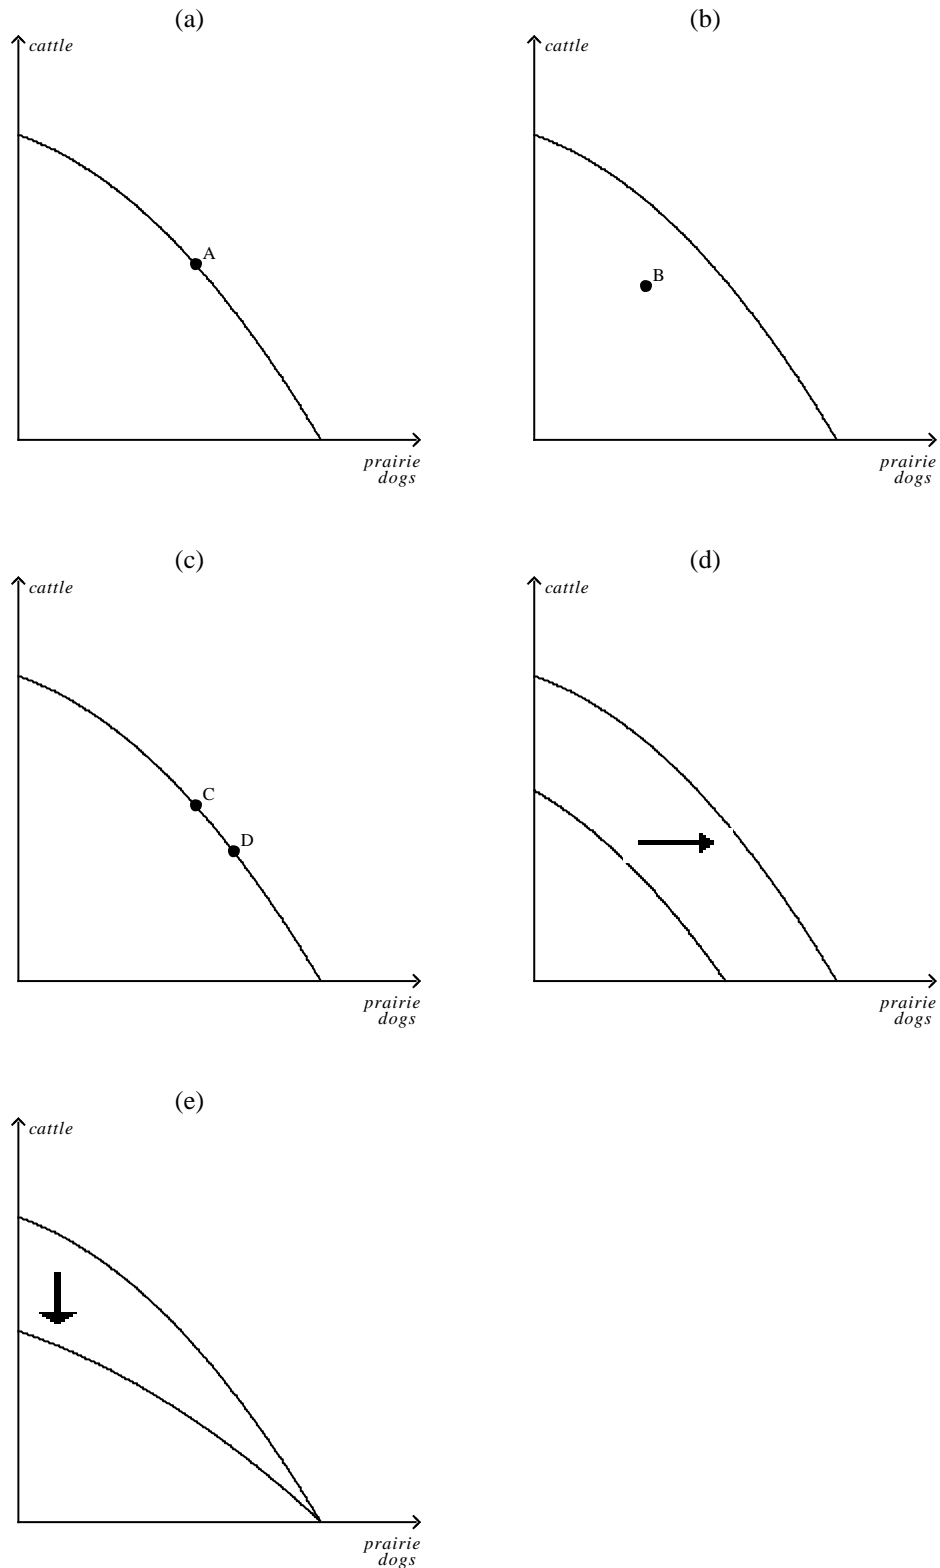 (a)
cattle
A
prairie
dogs
(b)
cattle
B
prairie
dogs
(c)
cattle
C
D
prairie
dogs
(d)
cattle
prairie
dogs
(e)
cattle
prairie
dogs